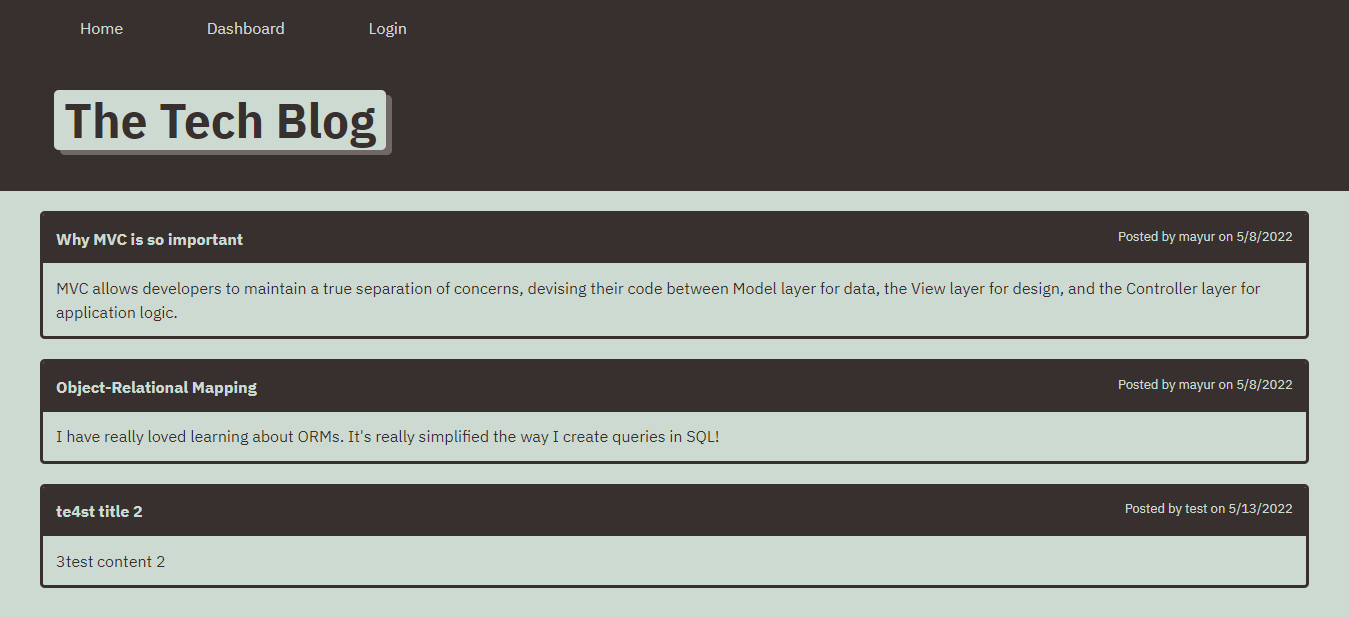 Home Dashboard Login
The Tech Blog
Why MVC is so important Posted by mayur on 5/8/2022
MVC allows developers to maintain a true separation of concerns, devising their code between Model layer for data, the View layer for design, and the Controller layer for
application logic.
Object-Relational Mapping Posted by mayur on 5/8/2022
I have really loved learning about ORMs. It's really simplified the way I create queries in SQL!
te4st title 2 Posted by test on 5/13/2022
3test content 2